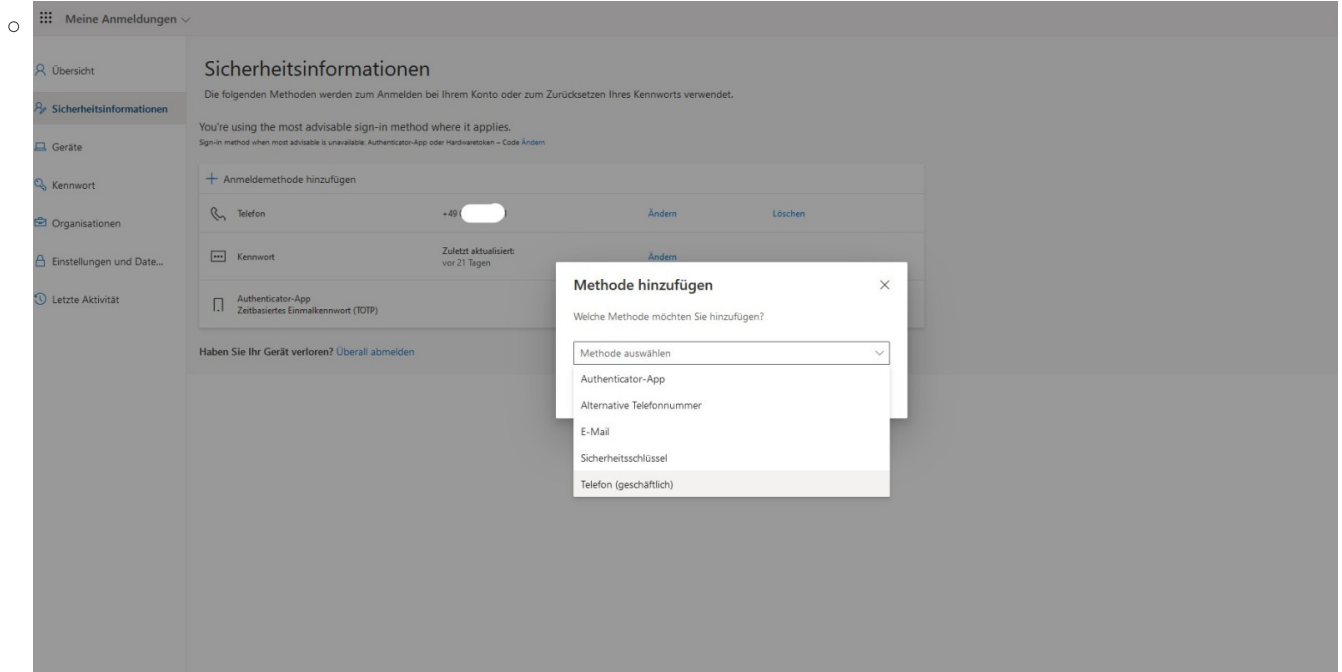 Meine Anmeldungen
Übersicht
Sicherheitsinformationen
Geräte
Kennwort
Organisationen
Einstellungen und Date...
Letzte Aktivität
Sicherheitsinformationen
Die folgenden Methoden werden zum Anmelden bei Ihrem Konto oder zum Zurücksetzen Ihres Kennworts verwendet.
You're using the most advisable sign-in method where it applies.
Sign-in method when most advisable is unavailable: Authenticator-App oder Hardwaretoken – Code Ändern
Anmeldemethode hinzufügen
Telefon +49 Ändern Löschen
Kennwort Zuletzt aktualisiert: Ändern
vor 21 Tagen
Authenticator-App
Zeitbasiertes Einmalkennwort (TOTP)
Haben Sie Ihr Gerät verloren? Überall abmelden
Methode hinzufügen
Welche Methode möchten Sie hinzufügen?
Methode auswählen
Authenticator-App
Alternative Telefonnummer
E-Mail
Sicherheitsschlüssel
Telefon (geschäftlich)